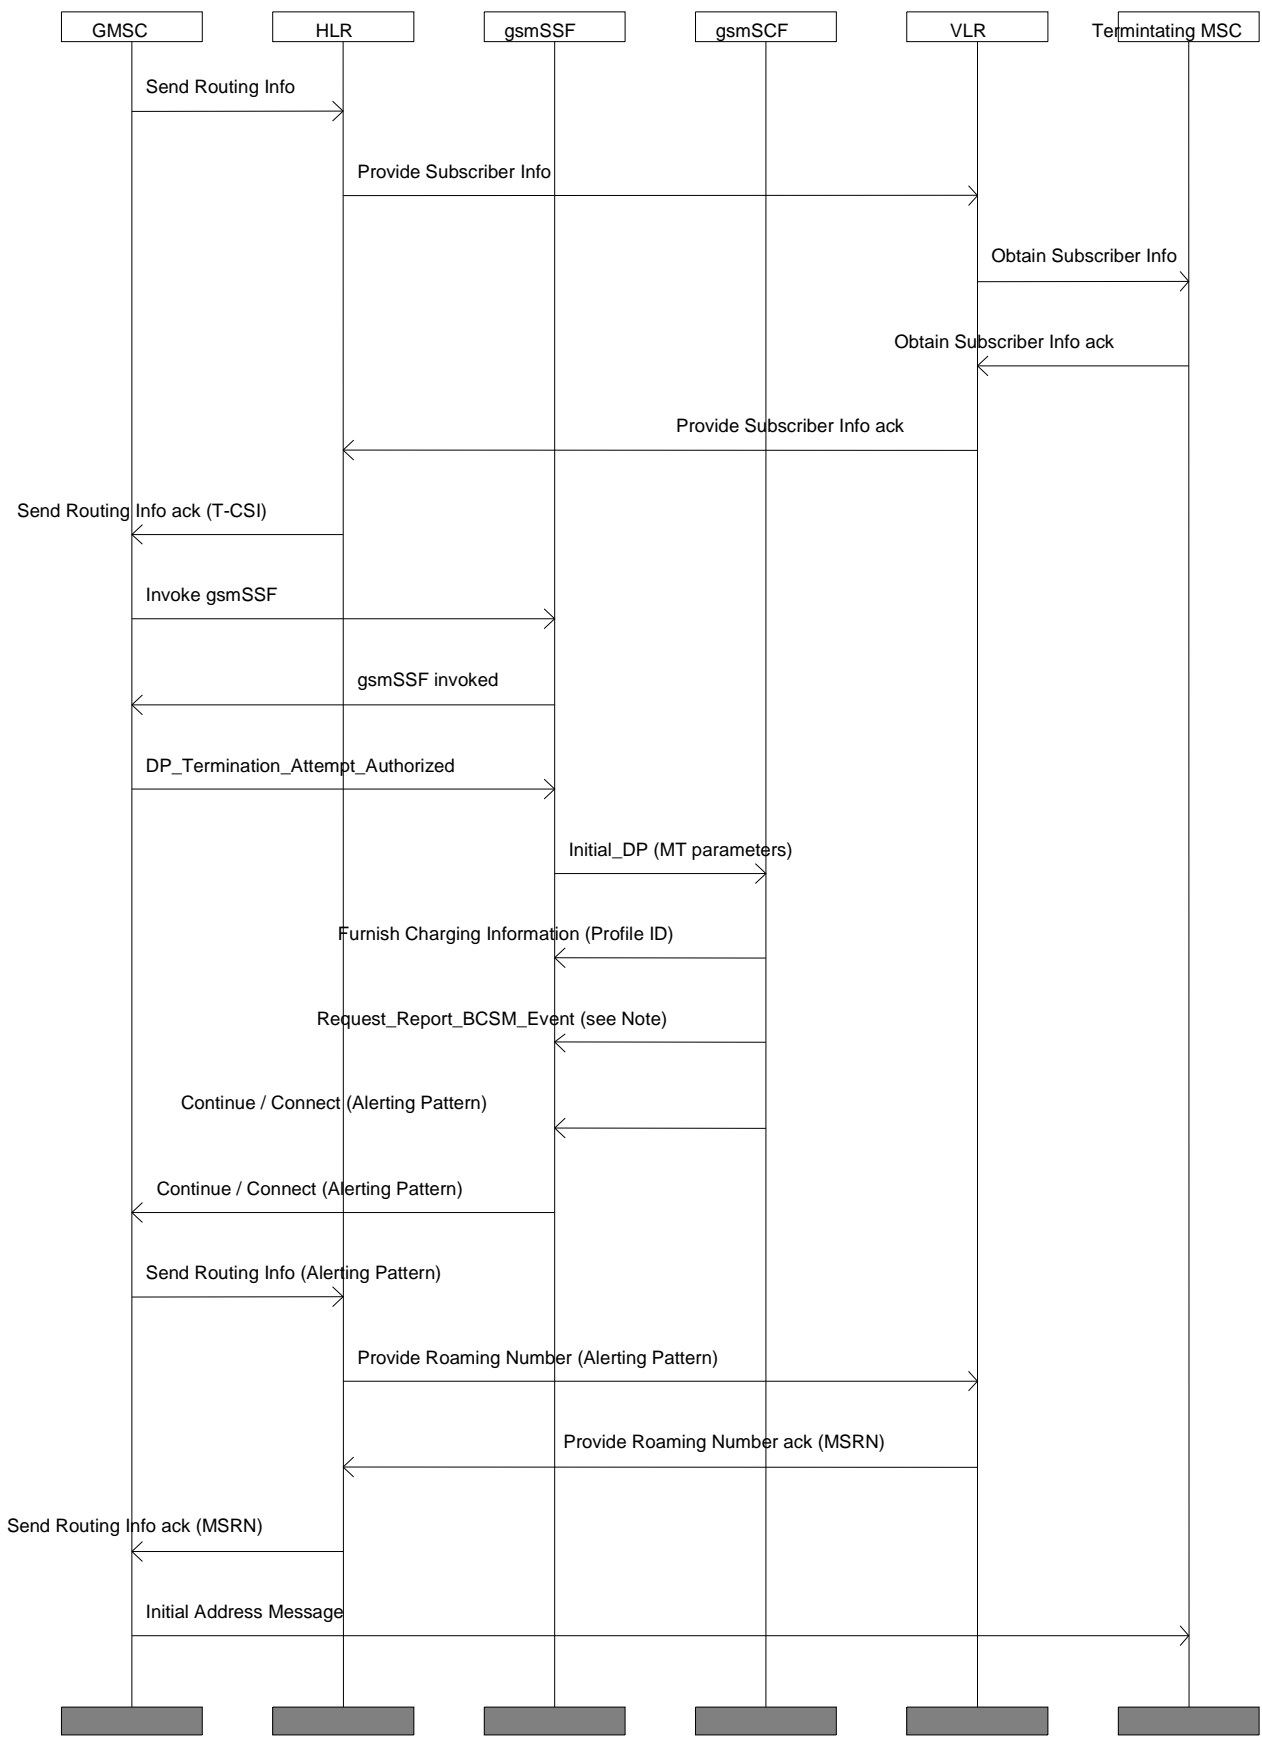 GMSC HLR gsmSSF gsmSCF VLR Termintating MSC
Send Routing Info
Provide Subscriber Info
Obtain Subscriber Info
Obtain Subscriber Info ack
Provide Subscriber Info ack
Send Routing Info ack (T-CSI)
Invoke gsmSSF
gsmSSF invoked
DP_Termination_Attempt_Authorized
Initial_DP (MT parameters)
Furnish Charging Information (Profile ID)
Request_Report_BCSM_Event (see Note)
Continue / Connect (Alerting Pattern)
Continue / Connect (Alerting Pattern)
Send Routing Info (Alerting Pattern)
Provide Roaming Number (Alerting Pattern)
Provide Roaming Number ack (MSRN)
Send Routing Info ack (MSRN)
Initial Address Message